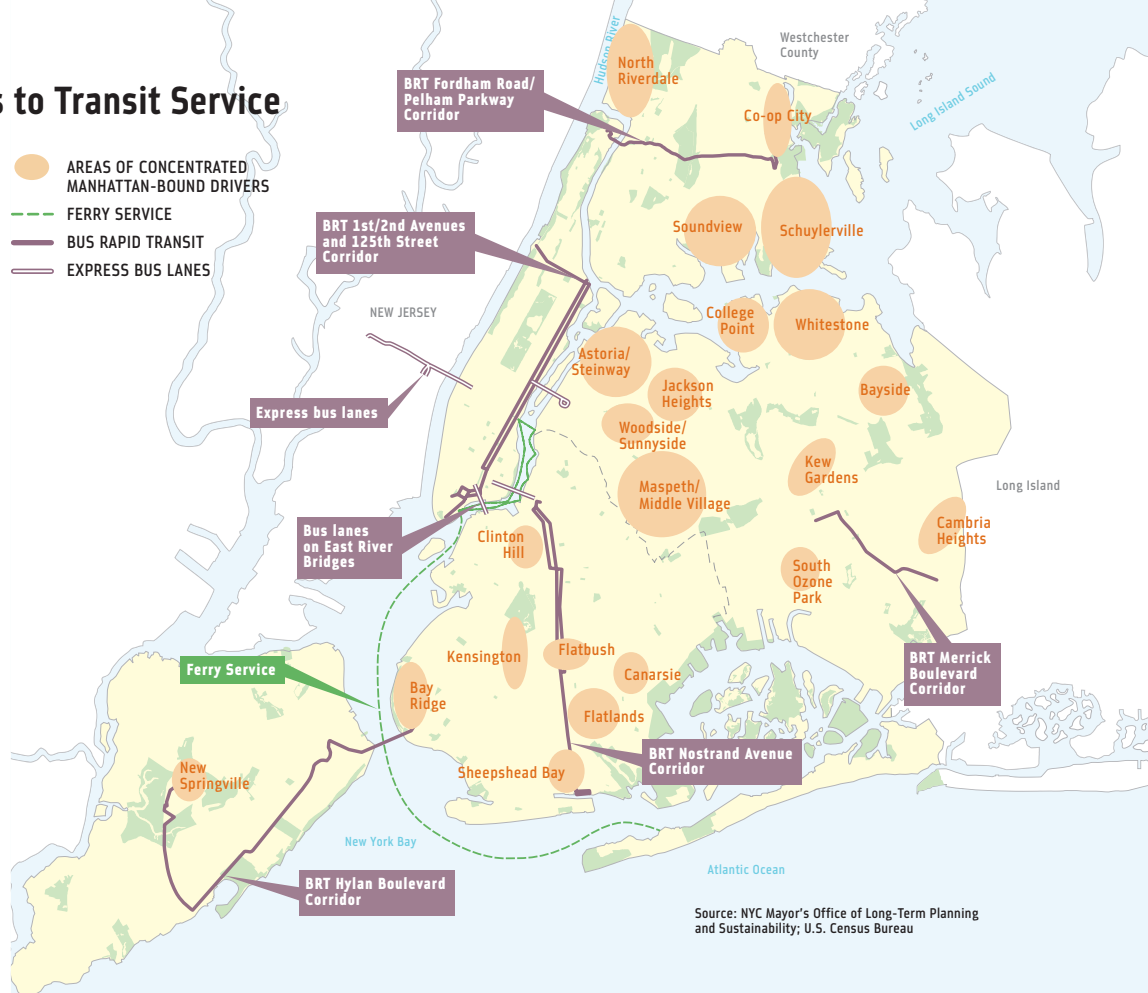 s to Transit Service
AREAS OF CONCENTRATED
MANHATTAN-BOUND DRIVERS
FERRY SERVICE
BUS RAPID TRANSIT
EXPRESS BUS LANES
Hudson River
Westchester
County
Long Island Sound
North
Riverdale
BRT Fordham Road/
Pelham Parkway
Corridor
Co-op City
BRT 1st/2nd Avenues
and 125th Street
Corridor
Soundview
Schuylerville
NEW JERSEY
College
Point
Whitestone
Astoria/
Steinway
Jackson
Heights
Bayside
Express bus lanes
Woodside/
Sunnyside
Kew
Gardens
Maspeth/
Middle Village
Long Island
Cambria
Heights
Bus lanes
on East River
Bridges
Clinton
Hill
South
Ozone
Park
Kensington
Flatbush
Canarsie
BRT Merrick
Boulevard
Corridor
Ferry Service
Bay
Ridge
Flatlands
BRT Nostrand Avenue
Corridor
New
Springville
Sheepshead Bay
New York Bay
Atlantic Ocean
BRT Hylan Boulevard
Corridor
Source: NYC Mayor's Office of Long-Term Planning
and Sustainability; U.S. Census Bureau